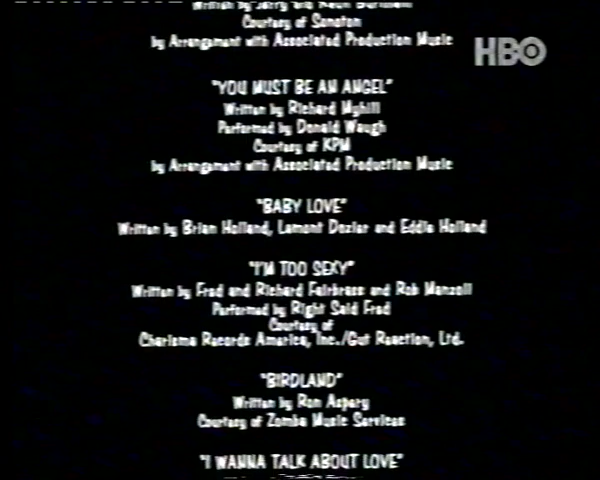 Written by Jerry and
Courtesy of Sonoton
by Arrangement with Associated Production Music
HBO
"YOU MUST BE AN ANGEL"
Written by Richard Myhill
Performed by Donald Waugh
Courtesy of KPM
by Arrangement with Associated Production Music
"BABY LOVE"
Written by Brian Holland, Lamont Dozier and Eddie Holland
"I'M TOO SEXY"
Written by Fred and Richard Fairbrass and Rob Manzoli
Performed by Right Said Fred
Courtesy of
Charisma Records America, Inc./Gut Reaction, Ltd.
"BIRDLAND"
Written by Ron Aspery
Courtesy of Zomba Music Services
"I WANNA TALK ABOUT LOVE"